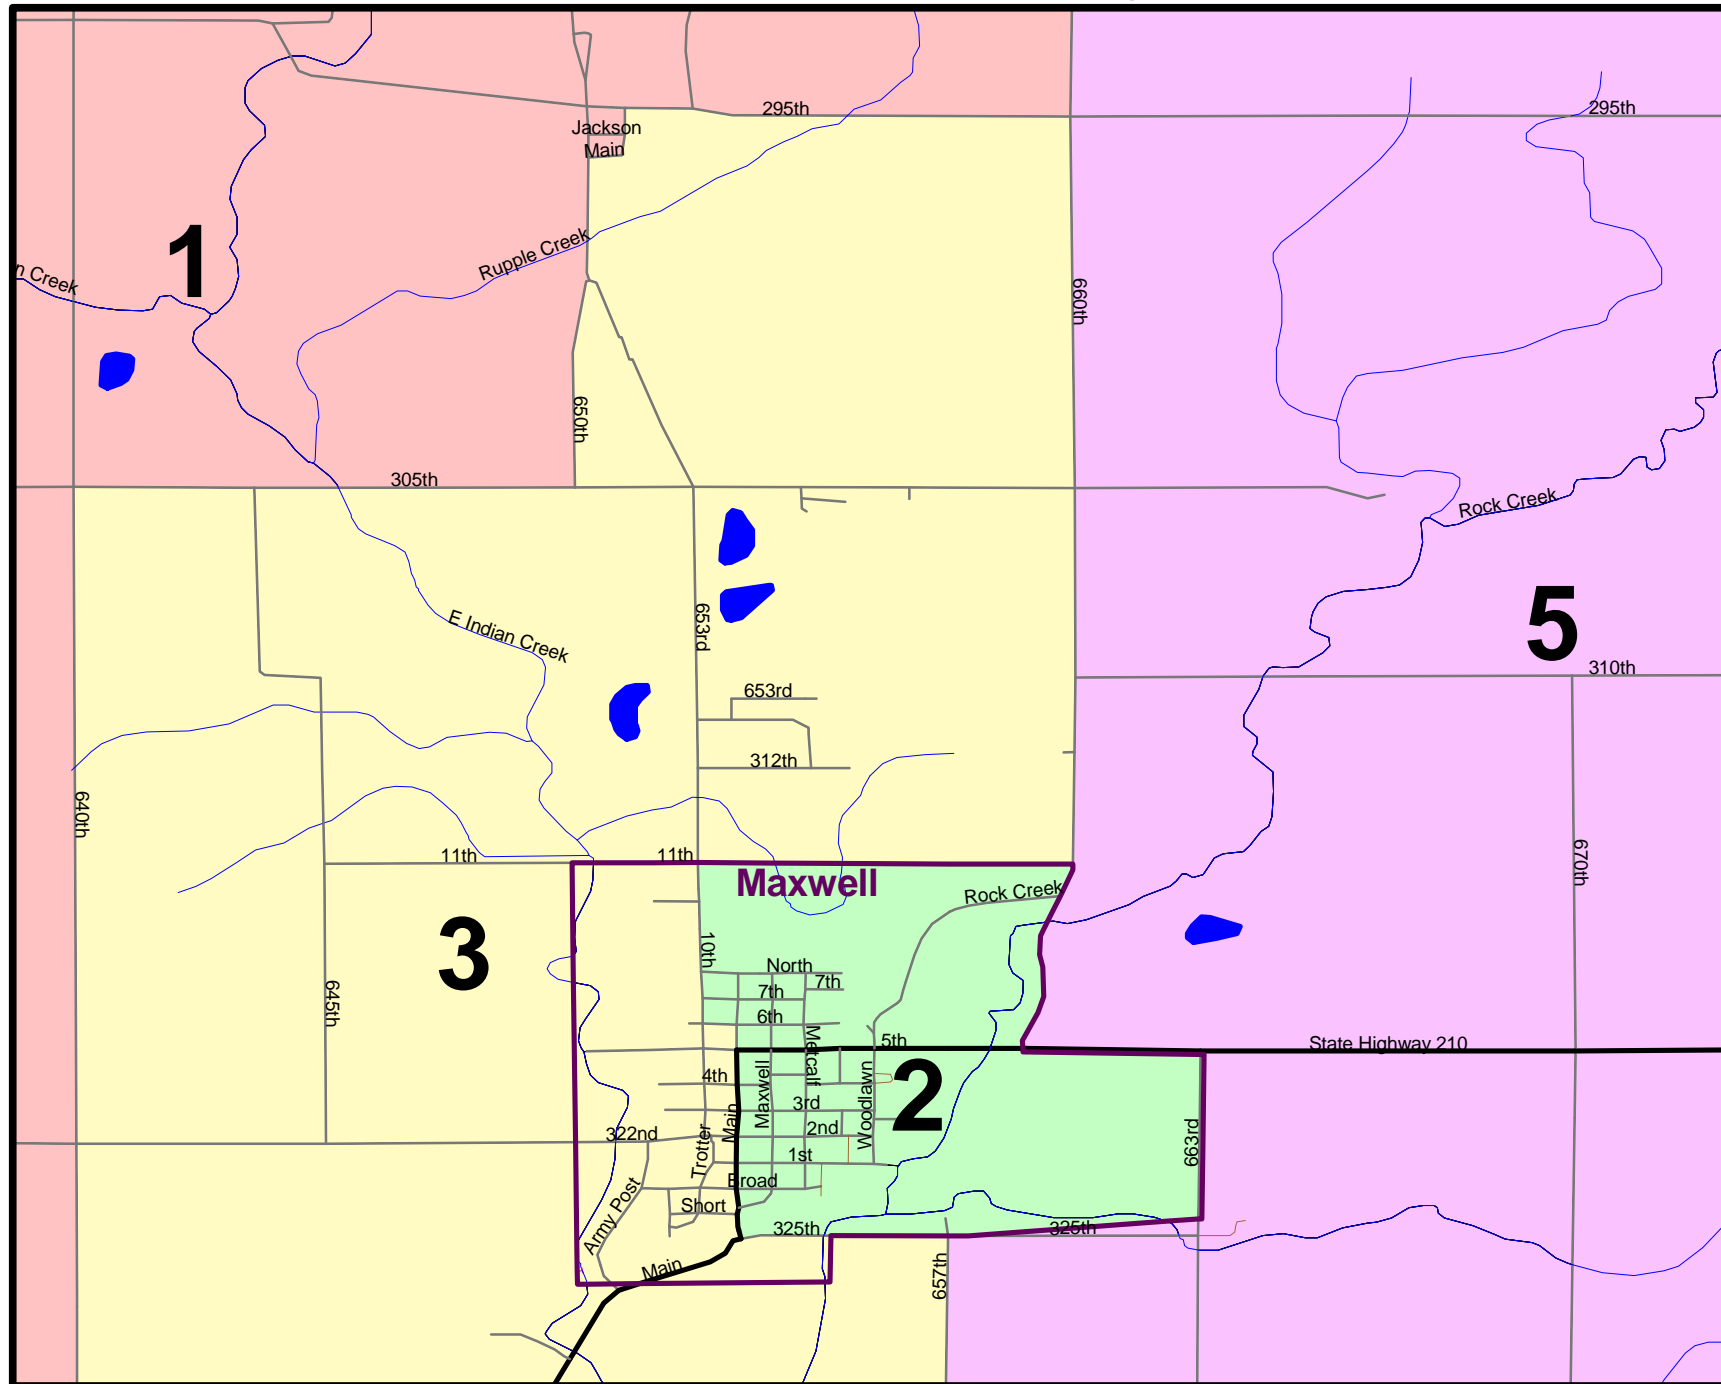 295th
295th
Jackson
Main
1
Rupple Creek
n Creek
660th
650th
305th
Rock Creek
5
653rd
E Indian Creek
310th
653rd
312th
640th
11th
11th
670th
Maxwell
Rock Creek
3
10th
North
7th
7th
645th
6th
Metcalf
5th
State Highway 210
2
4th
Maxwell
Woodlawn
3rd
Main
2nd
322nd
663rd
Trotter
1st
Broad
Short
Army Post
325th
325th
Main
657th